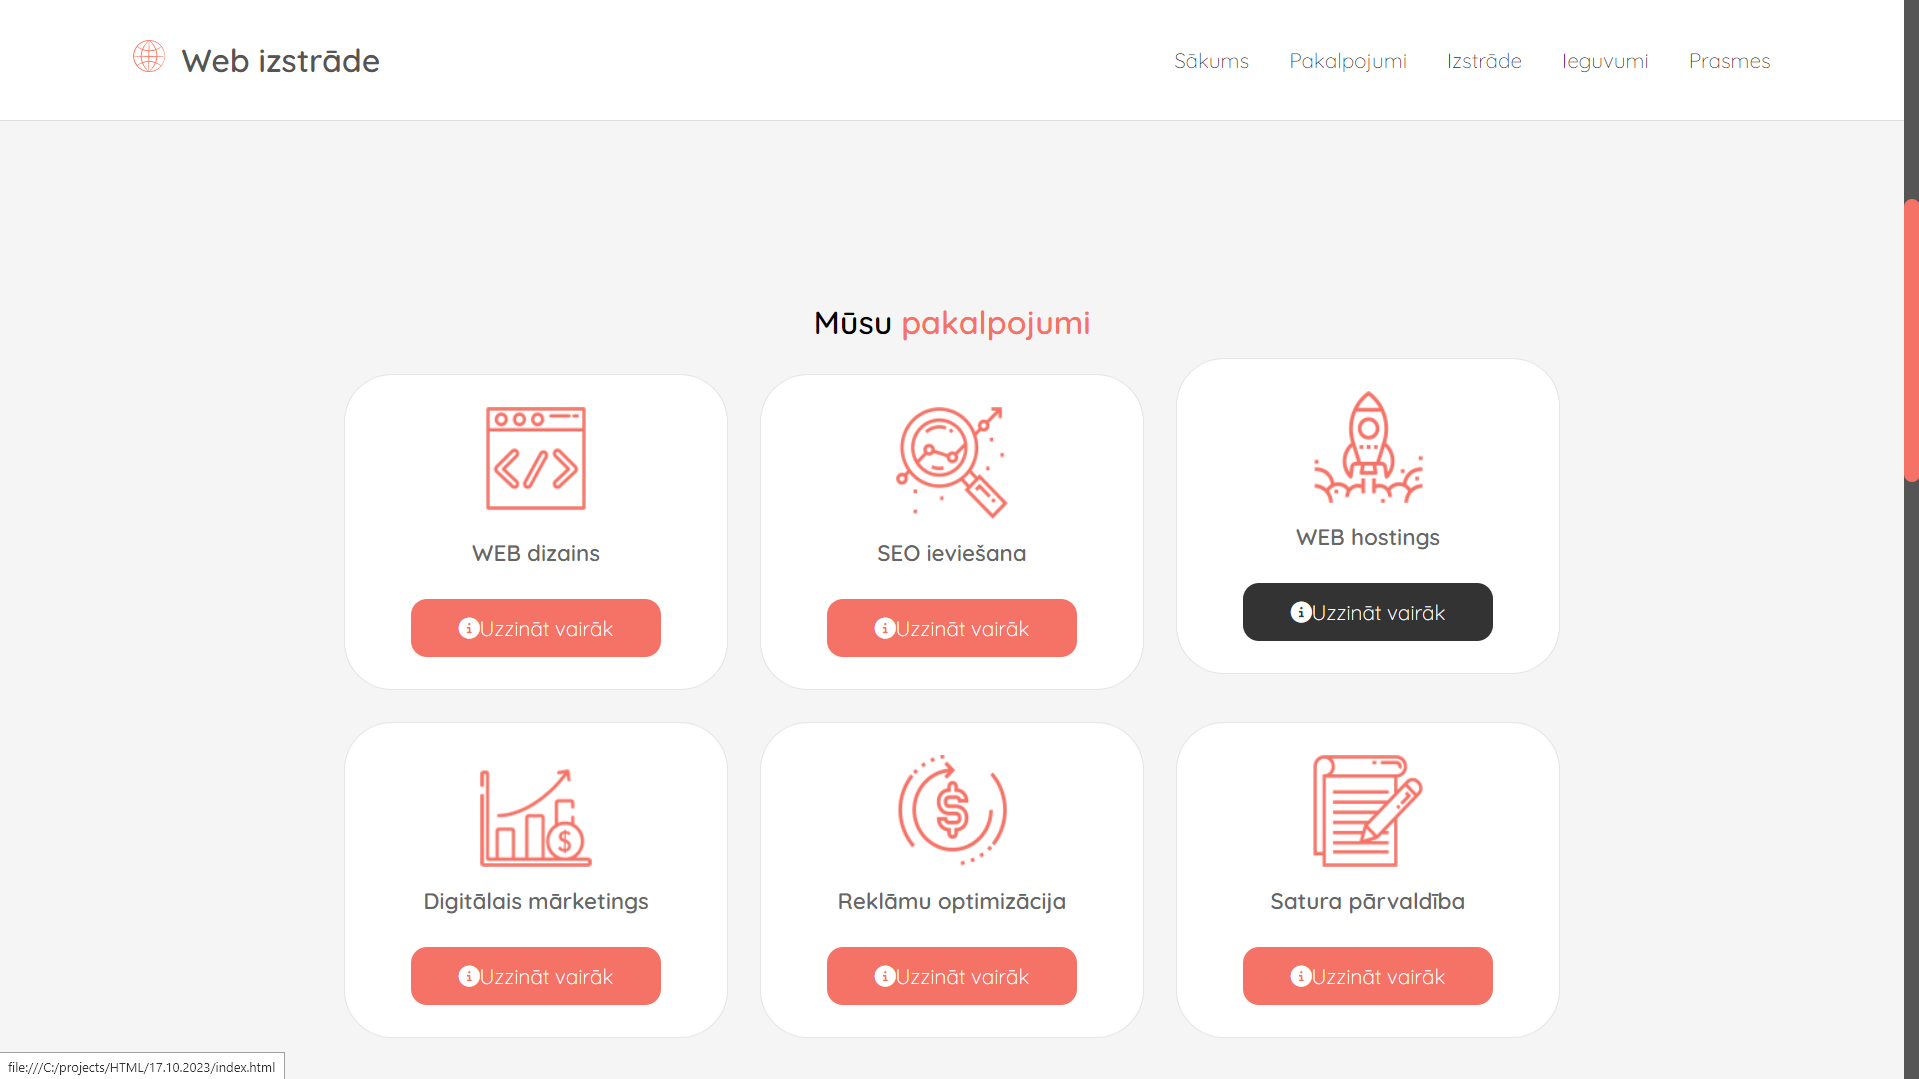 Web izstrāde
Sākums Pakalpojumi Izstrāde Ieguvumi Prasmes
Mūsu pakalpojumi
WEB dizains
Uzzināt vairāk
SEO ieviešana
Uzzināt vairāk
WEB hostings
Uzzināt vairāk
Digitālais mārketings
Uzzināt vairāk
Reklāmu optimizācija
Uzzināt vairāk
Satura pārvaldība
Uzzināt vairāk
file:///C:/projects/HTML/17.10.2023/index.html